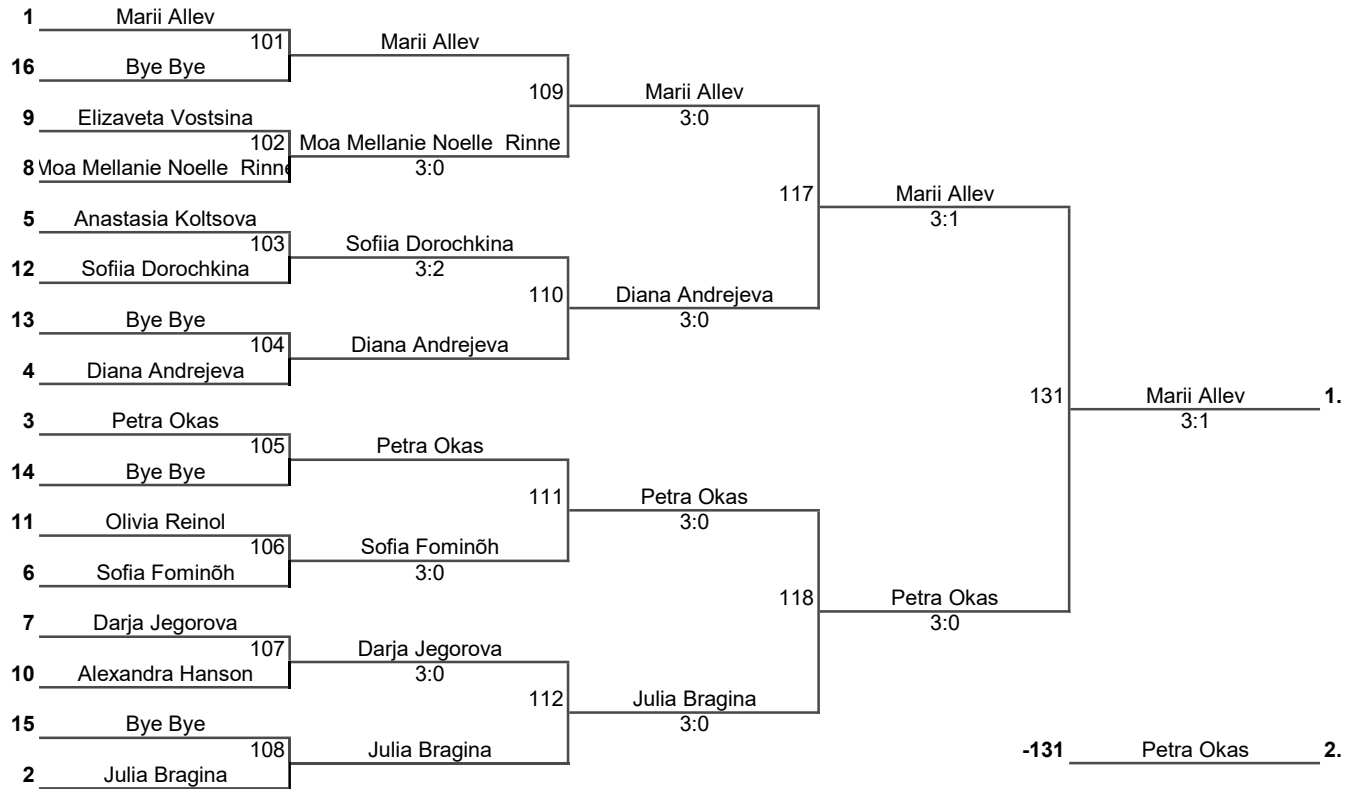 1 Marii Allev
101 Marii Allev
16 Bye Bye
109 Marii Allev
3:0
9 Elizaveta Vostsina
102 Moa Mellanie Noelle Rinne
3:0
8 Moa Mellanie Noelle Rinne
117 Marii Allev
3:1
5 Anastasia Koltsova
103 Sofiia Dorochkina
3:2
12 Sofiia Dorochkina
110 Diana Andrejeva
3:0
13 Bye Bye
104 Diana Andrejeva
4 Diana Andrejeva
131 Marii Allev 1.
3:1
3 Petra Okas
105 Petra Okas
14 Bye Bye
111 Petra Okas
3:0
11 Olivia Reinol
106 Sofia Fominõh
3:0
6 Sofia Fominõh
118 Petra Okas
3:0
7 Darja Jegorova
107 Darja Jegorova
3:0
10 Alexandra Hanson
112 Julia Bragina
3:0
15 Bye Bye
108 Julia Bragina
2 Julia Bragina
-131 Petra Okas 2.